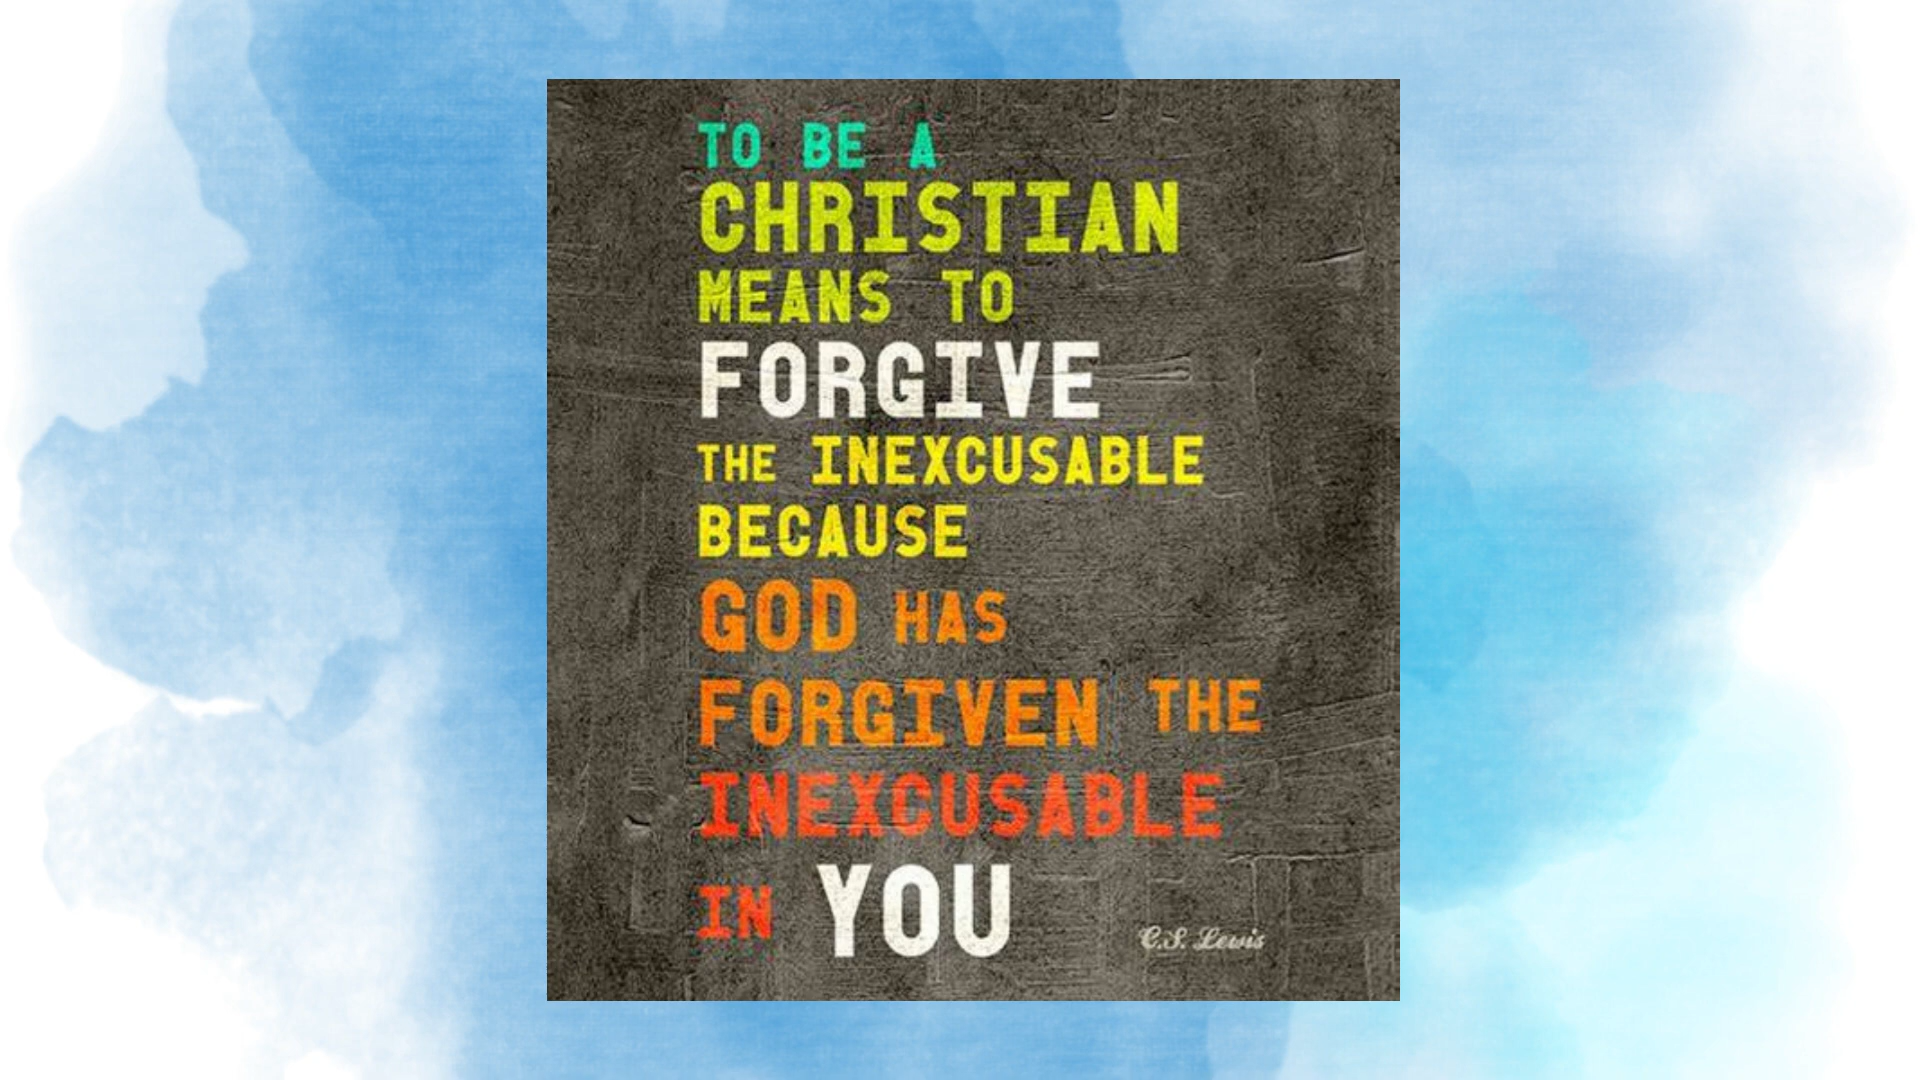 TO BE A
CHRISTIAN
MEANS TO
FORGIVE
THE INEXCUSABLE
BECAUSE
GOD HAS
FORGIVEN THE
INEXCUSABLE
IN YOU
C.S. Lewis